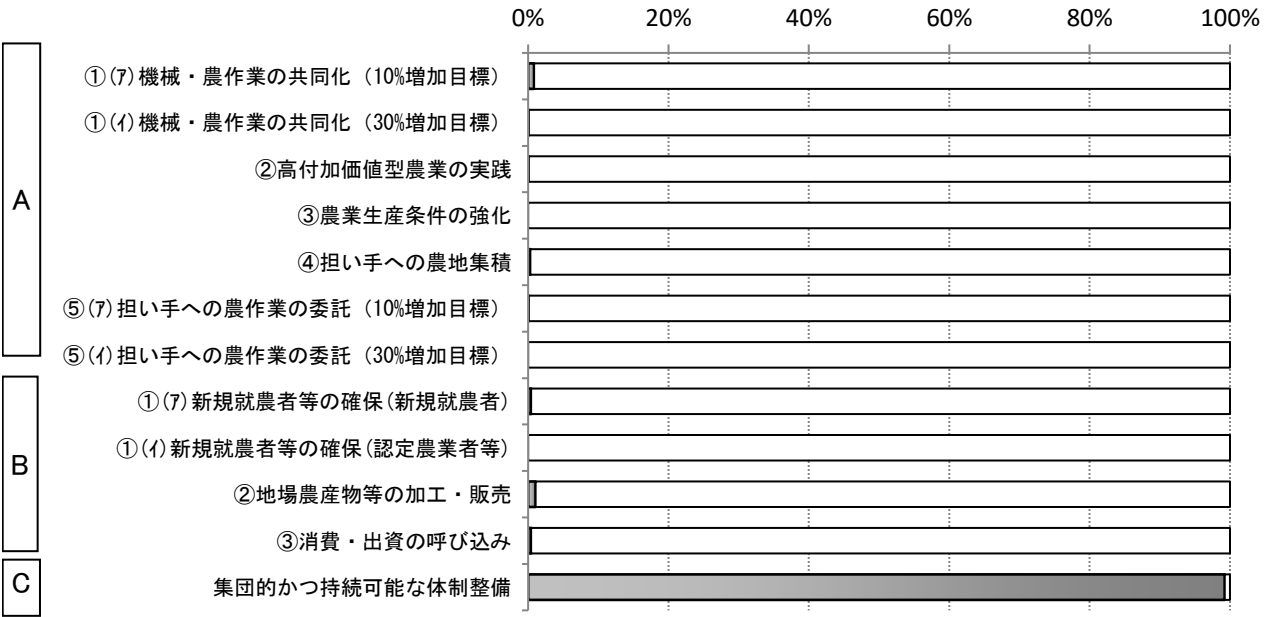 0% 20% 40% 60% 80% 100%
A
①(ｱ)機械・農作業の共同化（10%増加目標）
①(ｲ)機械・農作業の共同化（30%増加目標）
②高付加価値型農業の実践
③農業生産条件の強化
④担い手への農地集積
⑤(ｱ)担い手への農作業の委託（10%増加目標）
⑤(ｲ)担い手への農作業の委託（30%増加目標）
B
①(ｱ)新規就農者等の確保(新規就農者)
①(ｲ)新規就農者等の確保(認定農業者等)
②地場農産物等の加工・販売
③消費・出資の呼び込み
C
集団的かつ持続可能な体制整備